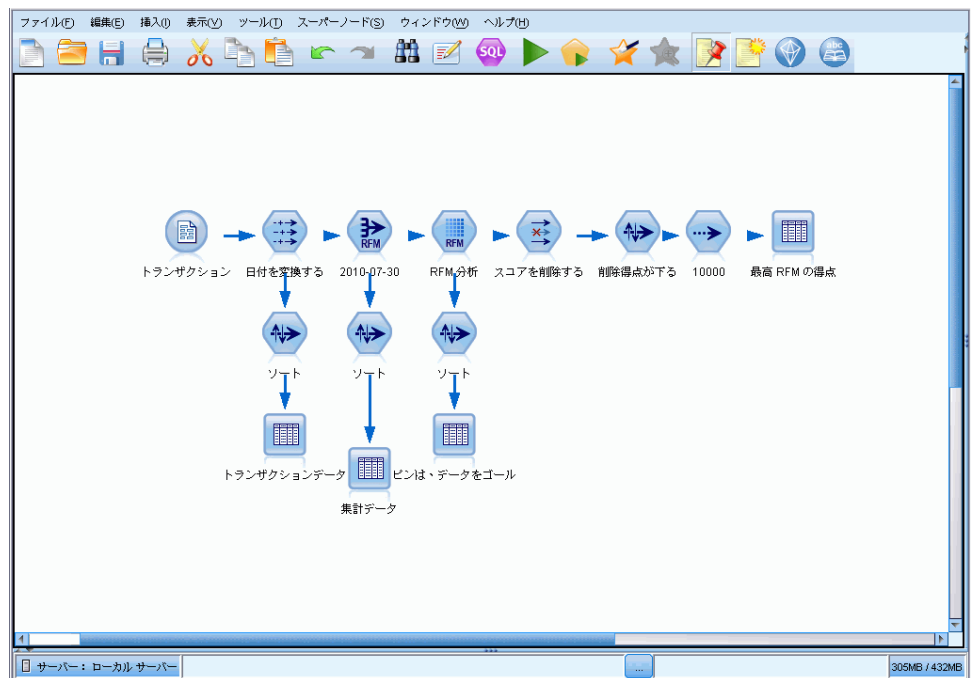 ファイル(F) 編集(E) 挿入(I) 表示(V) ツール(T) スーパーノード(S) ウィンドウ(W) ヘルプ(H)
SQL
abc
RFM
RFM
トランザクション 日付を変換する 2010-07-30 RFM 分析 スコアを削除する 削除得点が下る 10000 最高 RFM の得点
ソート ソート ソート
トランザクションデータ ビンは、データをゴール
集計データ
サーバー： ローカル サーバー ... 305MB / 432MB